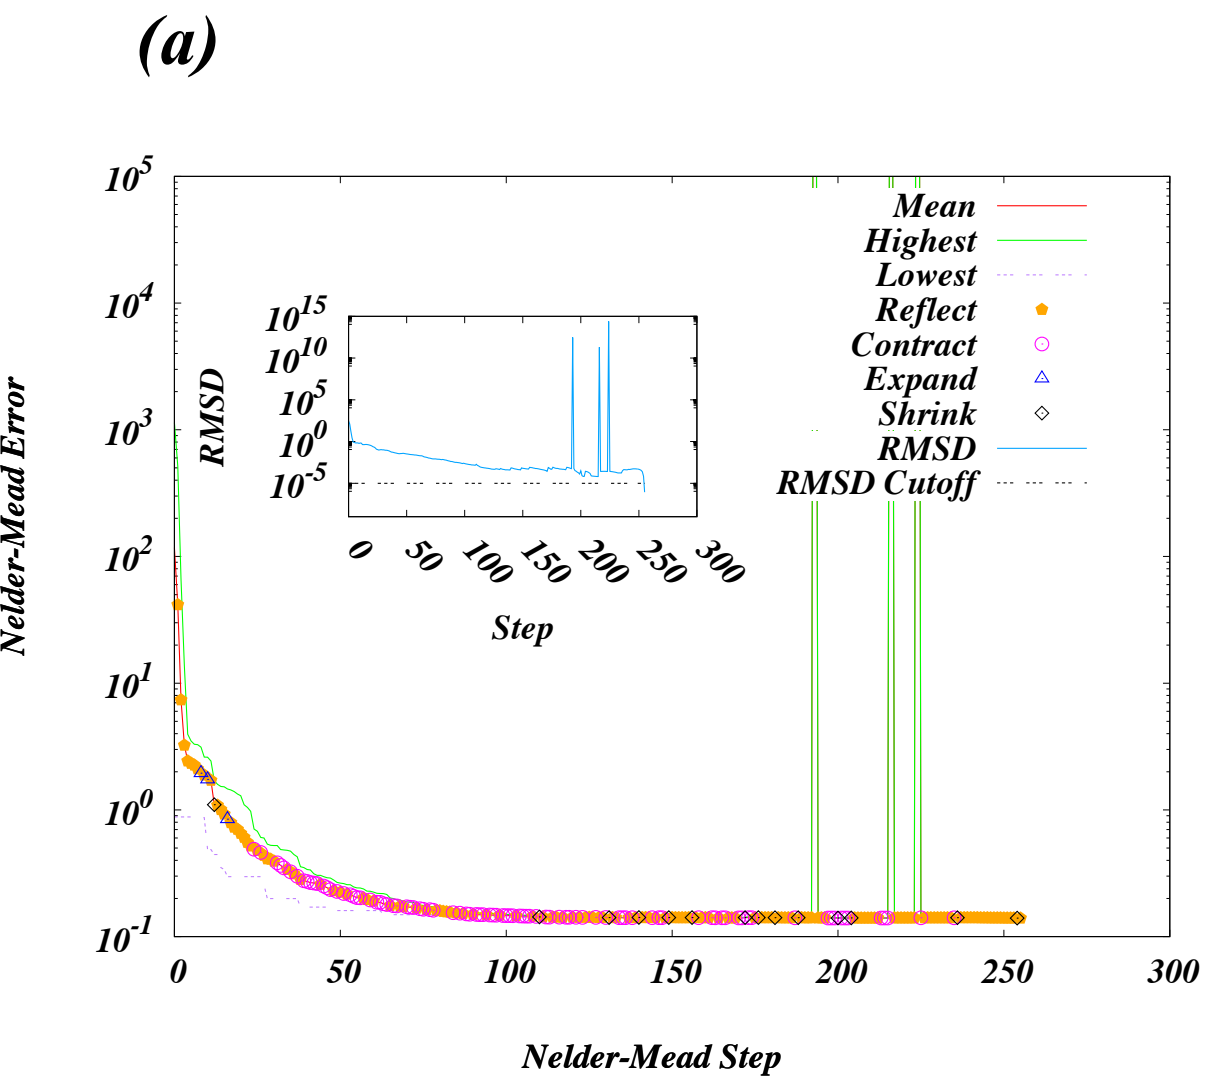 (a)
10^5
10^4
10^3
10^2
10^1
10^0
10^-1
Nelder-Mead Error
0 50 100 150 200 250 300
Nelder-Mead Step
Mean
Highest
Lowest
Reflect
Contract
Expand
Shrink
RMSD
RMSD Cutoff
10^15
10^10
10^5
10^0
10^-5
RMSD
0 50 100 150 200 250 300
Step